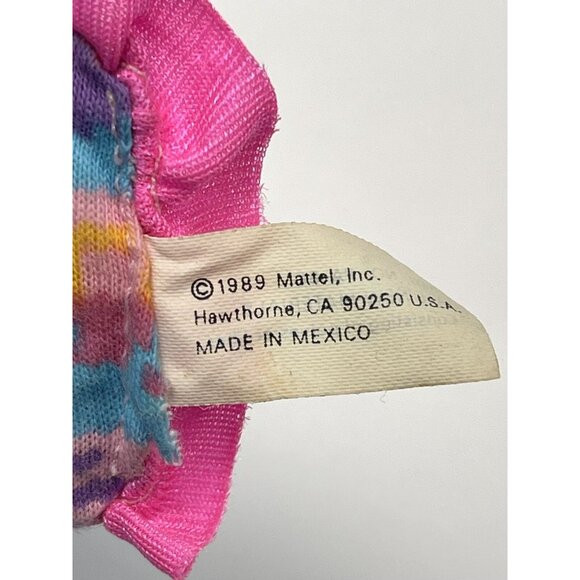 ©1989 Mattel, Inc.
Hawthorne, CA 90250 U.S.A.
MADE IN MEXICO